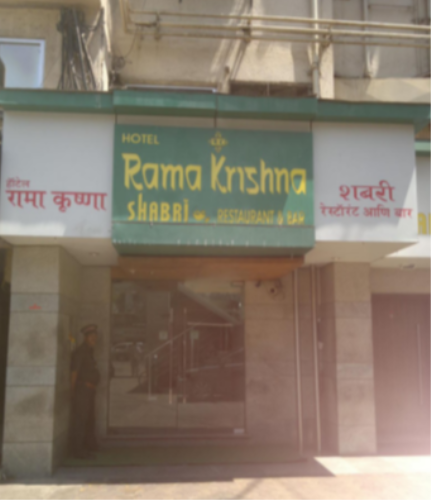 HOTEL
Rama Krishna
SHABRI RESTAURANT & BAR
हॉटेल
रामा कृष्णा
शबरी
रेस्टोरंट आणि बार